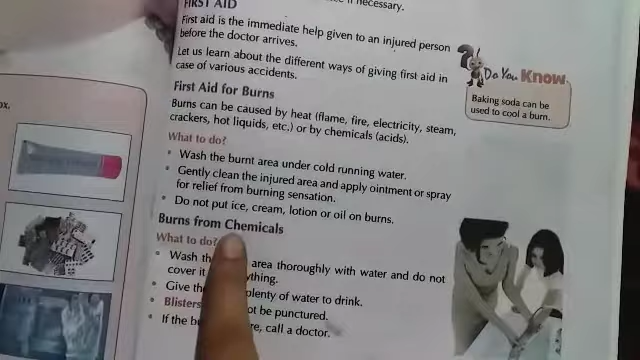 if necessary.
FIRST AID
First aid is the immediate help given to an injured person
before the doctor arrives.
Let us learn about the different ways of giving first aid in
case of various accidents.
First Aid for Burns
Burns can be caused by heat (flame, fire, electricity, steam,
crackers, hot liquids, etc.) or by chemicals (acids).
What to do?
• Wash the burnt area under cold running water.
• Gently clean the injured area and apply ointment or spray
for relief from burning sensation.
• Do not put ice, cream, lotion or oil on burns.
Burns from Chemicals
What to do?
• Wash area thoroughly with water and do not
cover it
• Give plenty of water to drink.
• Blisters be punctured.
• If the call a doctor.
Do You Know
Baking soda can be
used to cool a burn.